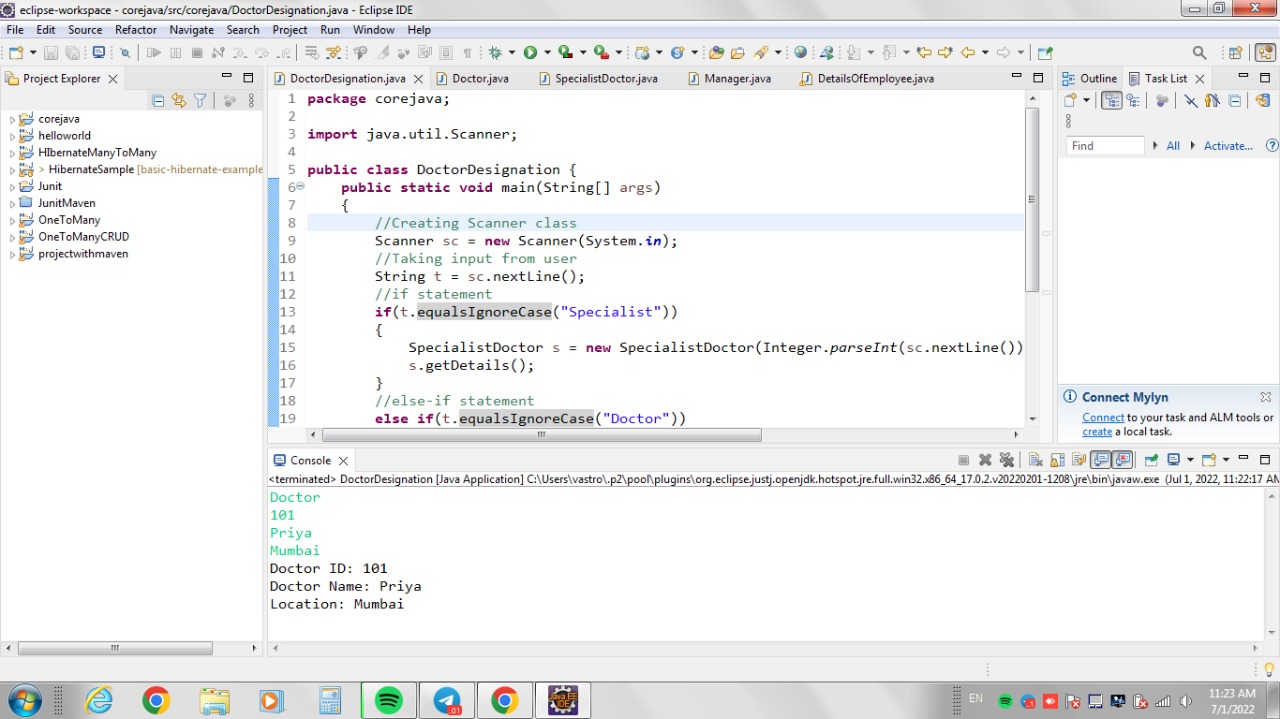 eclipse-workspace - corejava/src/corejava/DoctorDesignation.java - Eclipse IDE
File Edit Source Refactor Navigate Search Project Run Window Help
Project Explorer
corejava
helloworld
HIbernateManyToMany
> HibernateSample [basic-hibernate-example
Junit
JunitMaven
OneToMany
OneToManyCRUD
projectwithmaven
DoctorDesignation.java Doctor.java SpecialistDoctor.java Manager.java DetailsOfEmployee.java
1 package corejava;
2
3 import java.util.Scanner;
4
5 public class DoctorDesignation {
6 public static void main(String[] args)
7 {
8 //Creating Scanner class
9 Scanner sc = new Scanner(System.in);
10 //Taking input from user
11 String t = sc.nextLine();
12 //if statement
13 if(t.equalsIgnoreCase("Specialist"))
14 {
15 SpecialistDoctor s = new SpecialistDoctor(Integer.parseInt(sc.nextLine())
16 s.getDetails();
17 }
18 //else-if statement
19 else if(t.equalsIgnoreCase("Doctor"))
Outline Task List
Find All Activate...
Connect Mylyn
Connect to your task and ALM tools or
create a local task.
Console
<terminated> DoctorDesignation [Java Application] C:\Users\vastro\.p2\pool\plugins\org.eclipse.justj.openjdk.hotspot.jre.full.win32.x86_64_17.0.2.v20220201-1208\jre\bin\javaw.exe (Jul 1, 2022, 11:22:17 AM
Doctor
101
Priya
Mumbai
Doctor ID: 101
Doctor Name: Priya
Location: Mumbai
Java EE
IDE
.01
EN
11:23 AM
7/1/2022